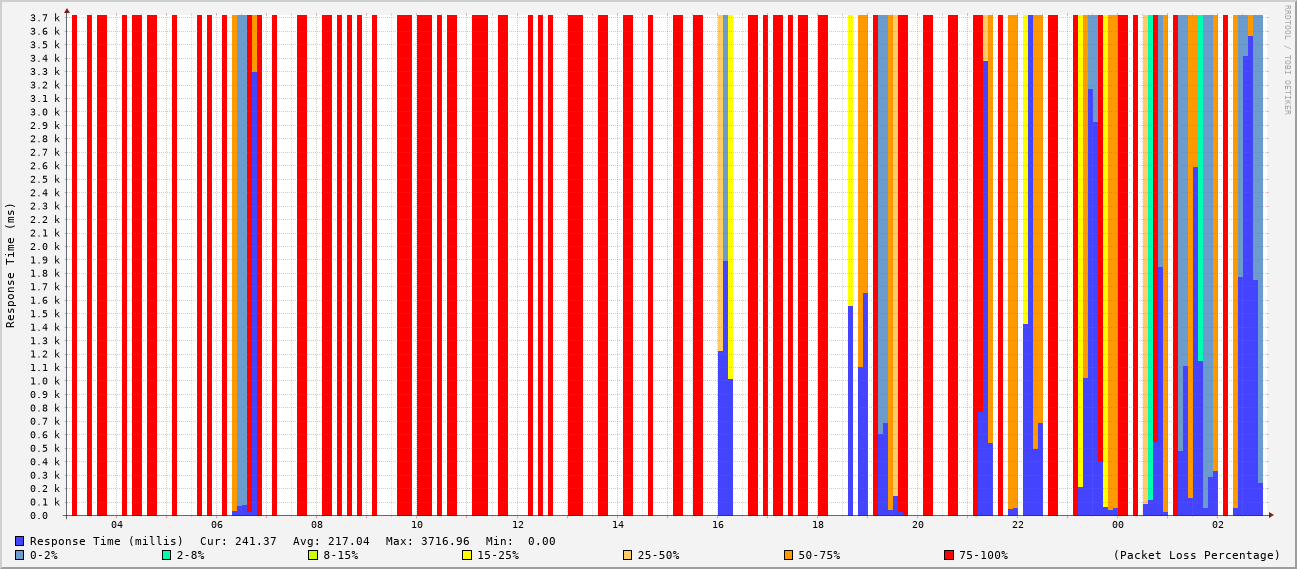 RRDTOOL / TOBI OETIKER
Response Time (ms)
3.7 k
3.6 k
3.5 k
3.4 k
3.3 k
3.2 k
3.1 k
3.0 k
2.9 k
2.8 k
2.7 k
2.6 k
2.5 k
2.4 k
2.3 k
2.2 k
2.1 k
2.0 k
1.9 k
1.8 k
1.7 k
1.6 k
1.5 k
1.4 k
1.3 k
1.2 k
1.1 k
1.0 k
0.9 k
0.8 k
0.7 k
0.6 k
0.5 k
0.4 k
0.3 k
0.2 k
0.1 k
0.0
04 06 08 10 12 14 16 18 20 22 00 02
Response Time (millis) Cur: 241.37 Avg: 217.04 Max: 3716.96 Min: 0.00
0-2% 2-8% 8-15% 15-25% 25-50% 50-75% 75-100% (Packet Loss Percentage)